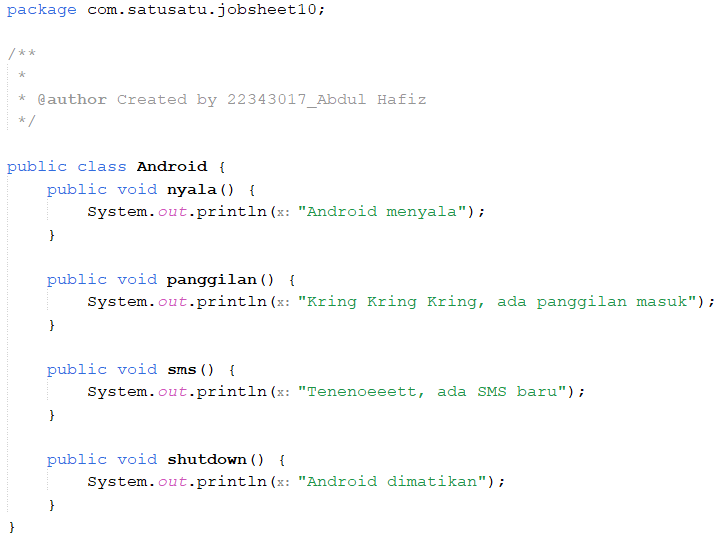 package com.satusatu.jobsheet10;
/**
 *
 * @author Created by 22343017_Abdul Hafiz
 */
public class Android {
    public void nyala() {
        System.out.println(x: "Android menyala");
    }
    public void panggilan() {
        System.out.println(x: "Kring Kring Kring, ada panggilan masuk");
    }
    public void sms() {
        System.out.println(x: "Tenenoeeett, ada SMS baru");
    }
    public void shutdown() {
        System.out.println(x: "Android dimatikan");
    }
}